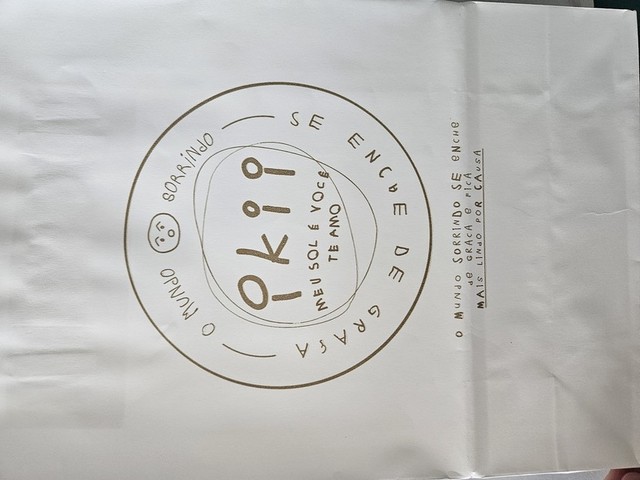 O MUNDO SORRiNDO
SE ENCHE DE GRAÇA
MEU SOL É VOCÊ
TE AMO
O MUNDO SORRINDO SE eNCHe
de GRAÇA e FICA
MAIS LINDO POR CAUSA